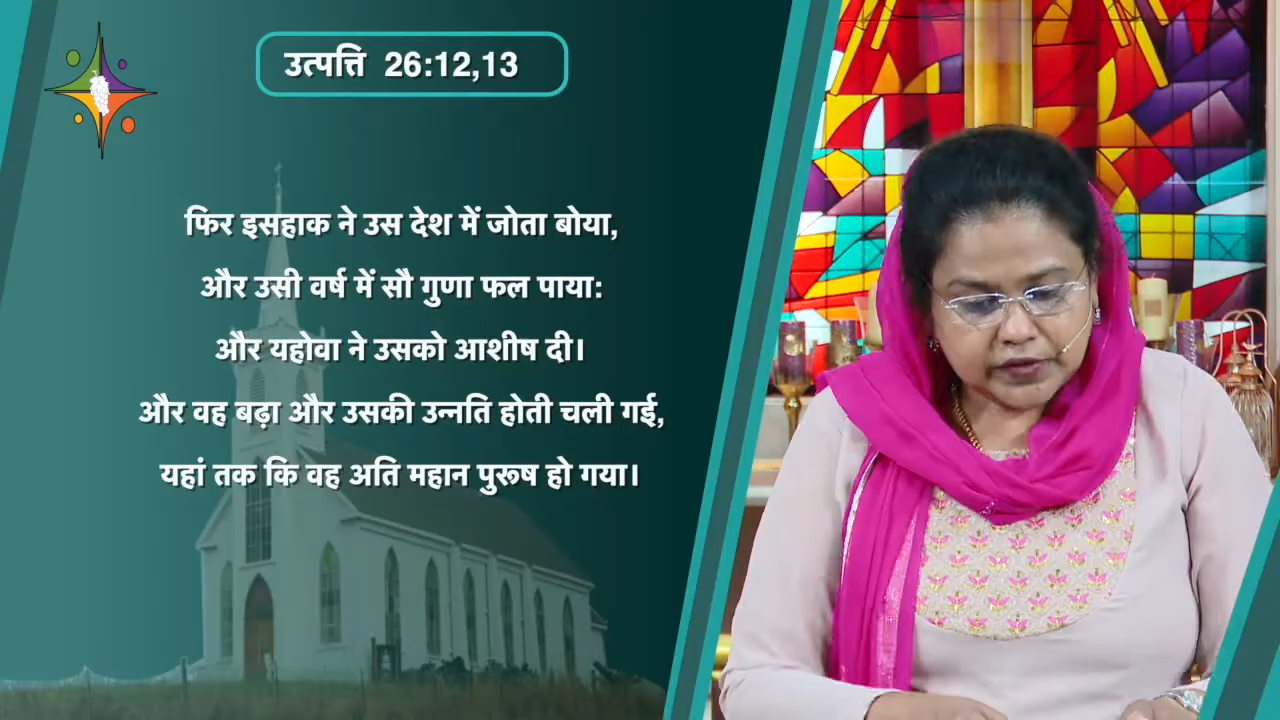 उत्पत्ति 26:12,13
फिर इसहाक ने उस देश में जोता बोया,
और उसी वर्ष में सौ गुणा फल पाया:
और यहोवा ने उसको आशीष दी।
और वह बढ़ा और उसकी उन्नति होती चली गई,
यहां तक कि वह अति महान पुरूष हो गया।